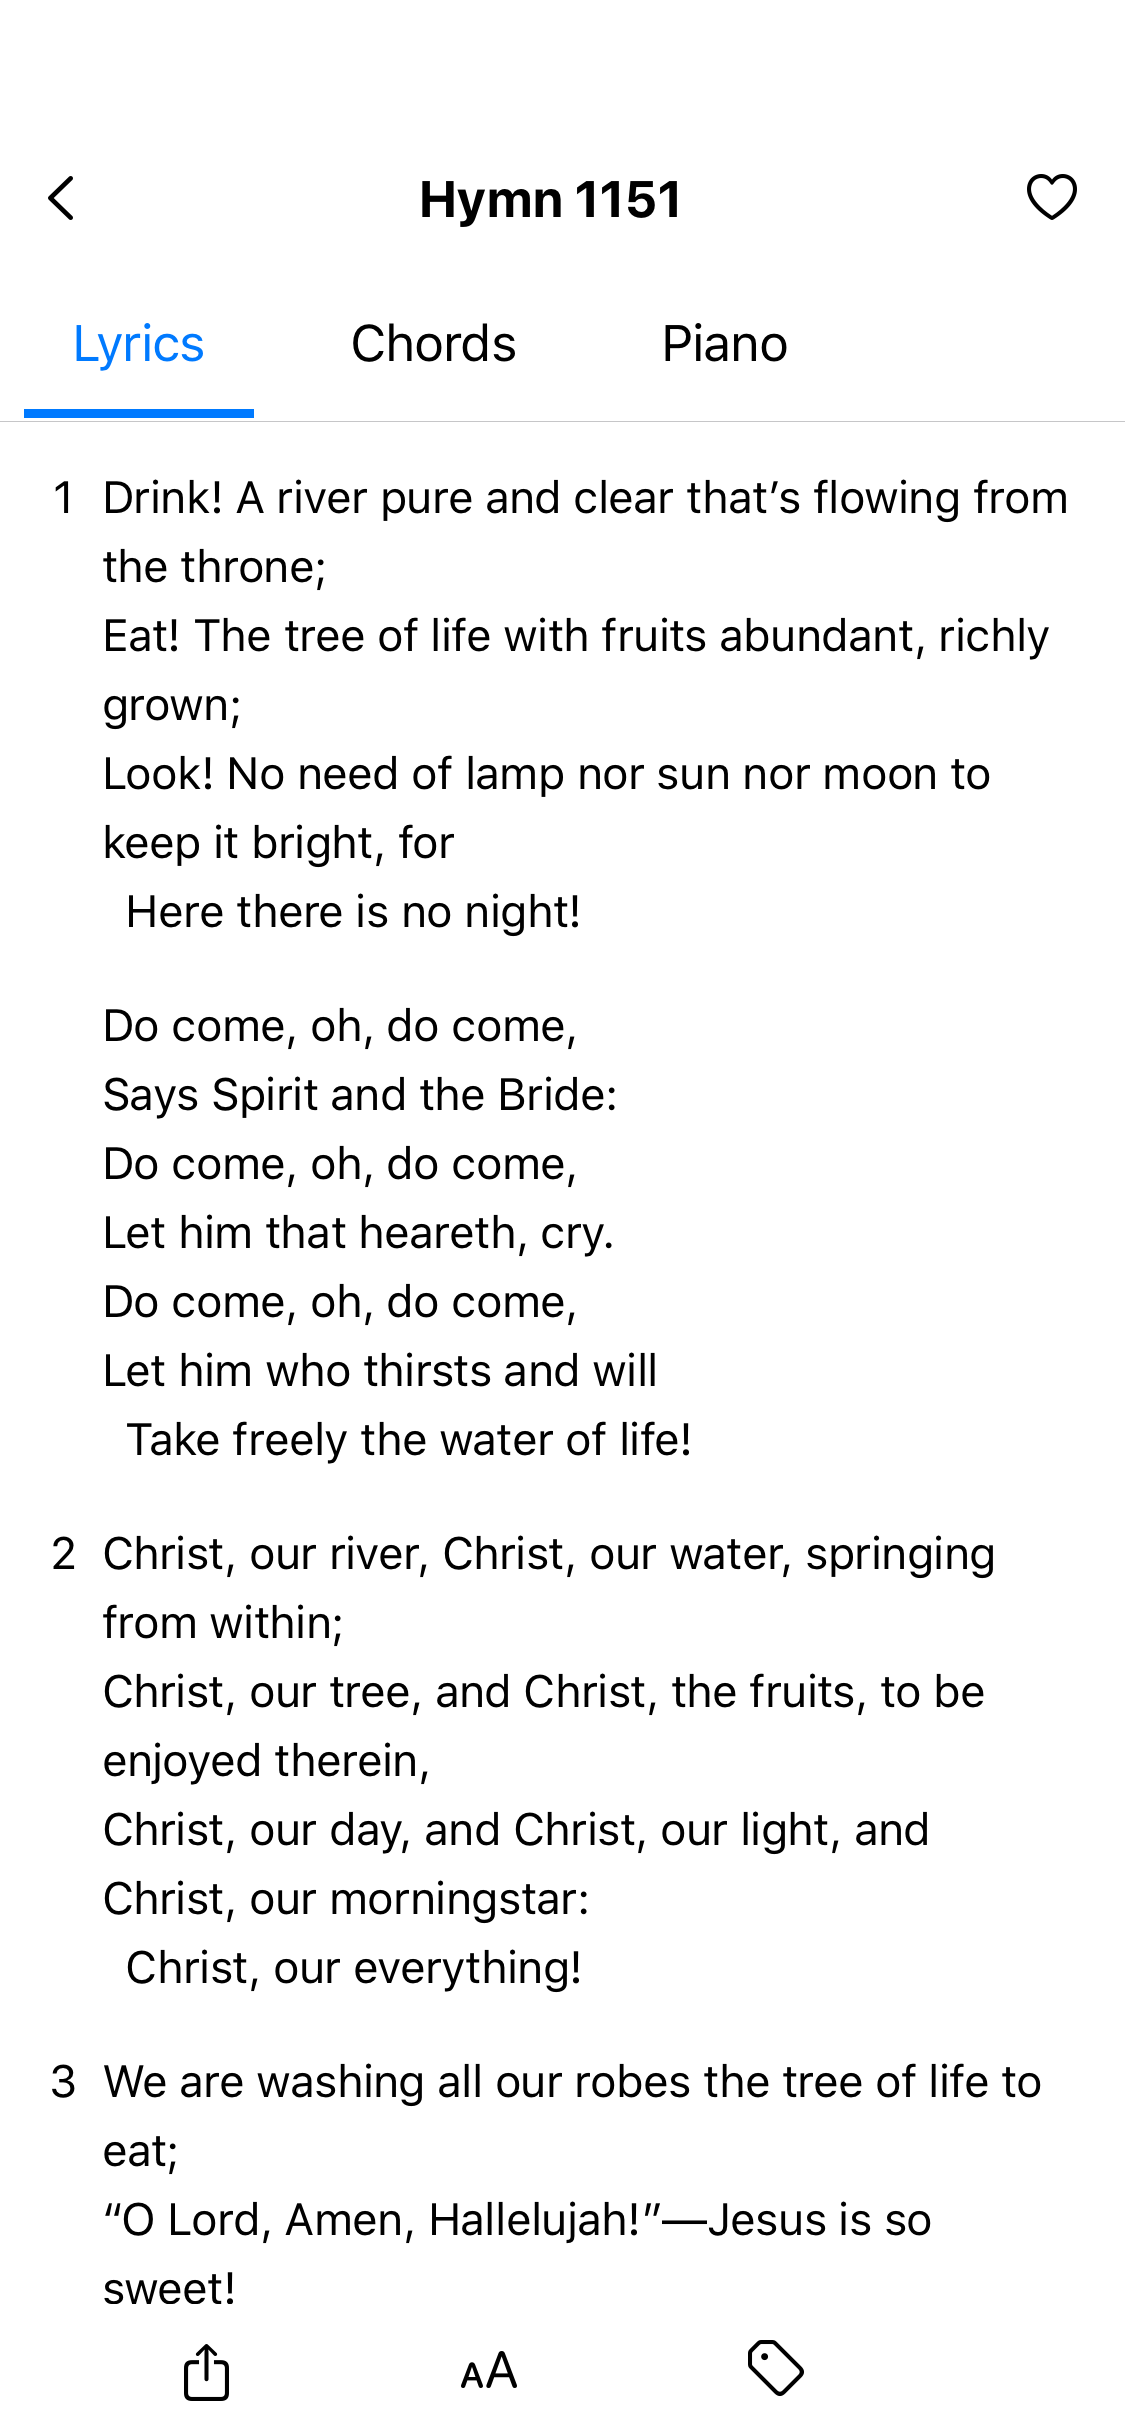 Hymn 1151
Lyrics Chords Piano
1 Drink! A river pure and clear that’s flowing from
the throne;
Eat! The tree of life with fruits abundant, richly
grown;
Look! No need of lamp nor sun nor moon to
keep it bright, for
Here there is no night!
Do come, oh, do come,
Says Spirit and the Bride:
Do come, oh, do come,
Let him that heareth, cry.
Do come, oh, do come,
Let him who thirsts and will
Take freely the water of life!
2 Christ, our river, Christ, our water, springing
from within;
Christ, our tree, and Christ, the fruits, to be
enjoyed therein,
Christ, our day, and Christ, our light, and
Christ, our morningstar:
Christ, our everything!
3 We are washing all our robes the tree of life to
eat;
“O Lord, Amen, Hallelujah!”—Jesus is so
sweet!
AA